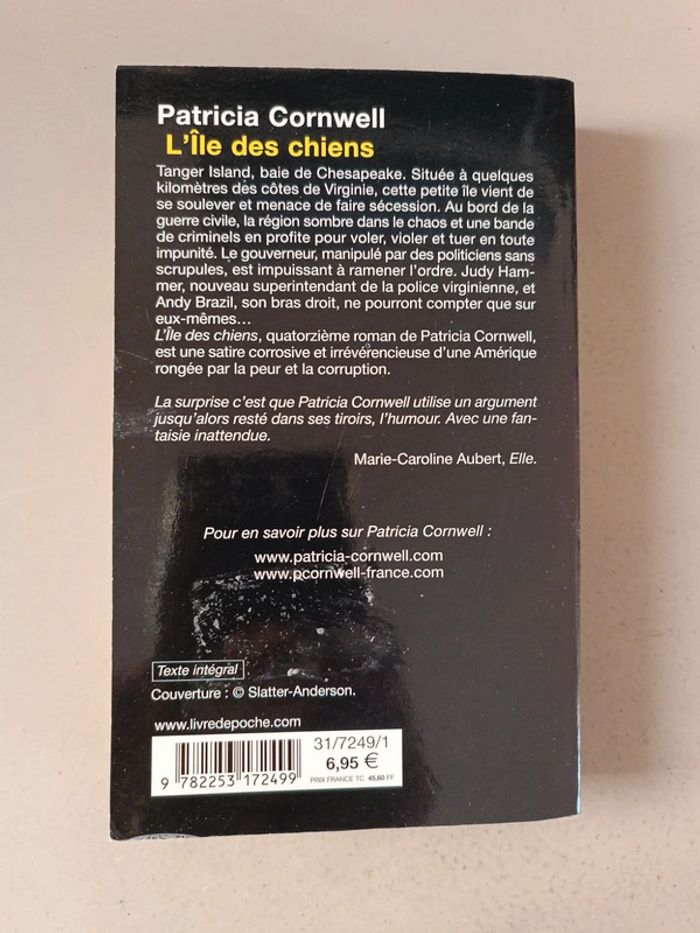 Patricia Cornwell
L'Île des chiens
Tanger Island, baie de Chesapeake. Située à quelques
kilomètres des côtes de Virginie, cette petite île vient de
se soulever et menace de faire sécession. Au bord de la
guerre civile, la région sombre dans le chaos et une bande
de criminels en profite pour voler, violer et tuer en toute
impunité. Le gouverneur, manipulé par des politiciens sans
scrupules, est impuissant à ramener l'ordre. Judy Ham-
mer, nouveau superintendant de la police virginienne, et
Andy Brazil, son bras droit, ne pourront compter que sur
eux-mêmes...
L'Île des chiens, quatorzième roman de Patricia Cornwell,
est une satire corrosive et irrévérencieuse d'une Amérique
rongée par la peur et la corruption.
La surprise c'est que Patricia Cornwell utilise un argument
jusqu'alors resté dans ses tiroirs, l'humour. Avec une fan-
taisie inattendue.
Marie-Caroline Aubert, Elle.
Pour en savoir plus sur Patricia Cornwell :
www.patricia-cornwell.com
www.pcornwell-france.com
Texte intégral
Couverture : © Slatter-Anderson.
www.livredepoche.com
31/7249/1
6,95 €
PRIX FRANCE TC 45,60 FF
9 782253 172499